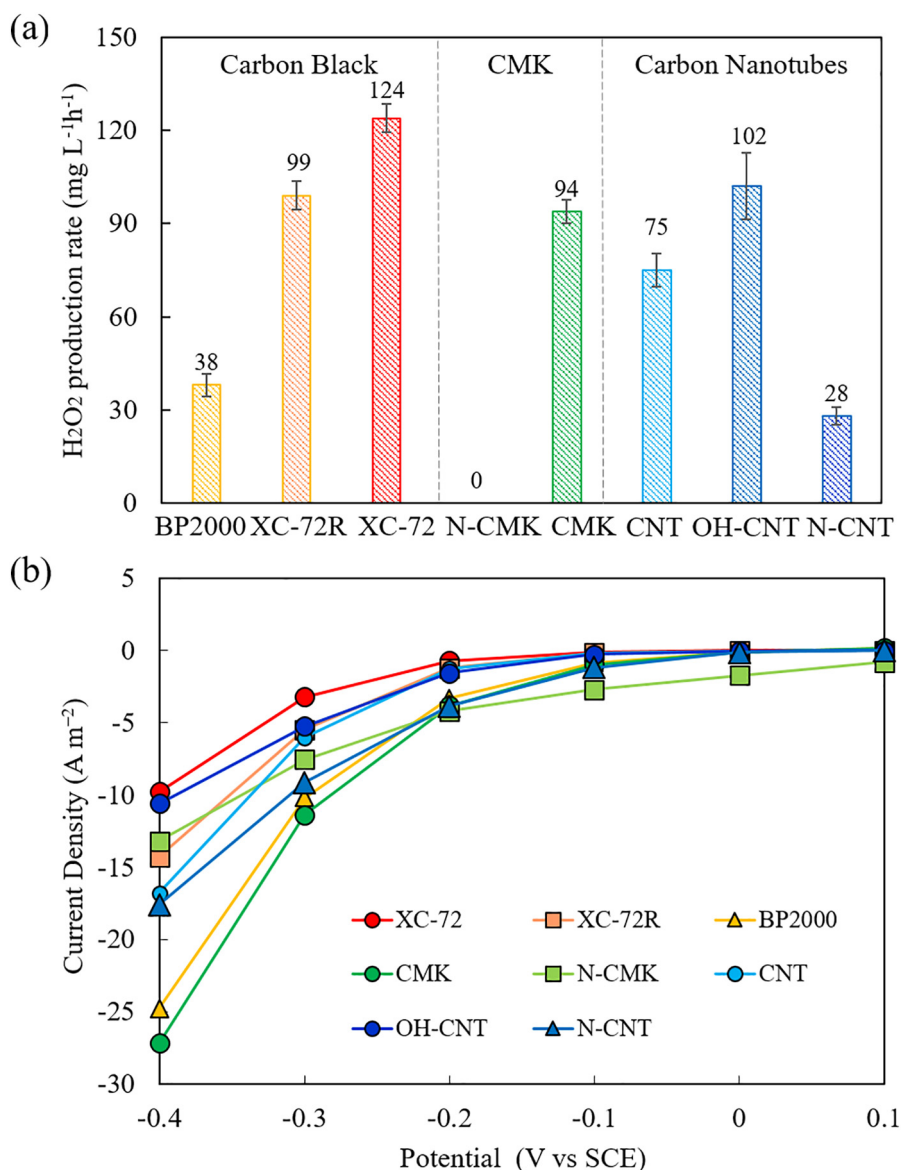 (a)
150
120
90
60
30
0
H2O2 production rate (mg L-1h-1)
Carbon Black
CMK
Carbon Nanotubes
38
99
124
0
94
75
102
28
BP2000 XC-72R XC-72 N-CMK CMK CNT OH-CNT N-CNT
(b)
5
0
-5
-10
-15
-20
-25
-30
Current Density (A m⁻²)
XC-72 XC-72R BP2000
CMK N-CMK CNT
OH-CNT N-CNT
-0.4 -0.3 -0.2 -0.1 0 0.1
Potential (V vs SCE)